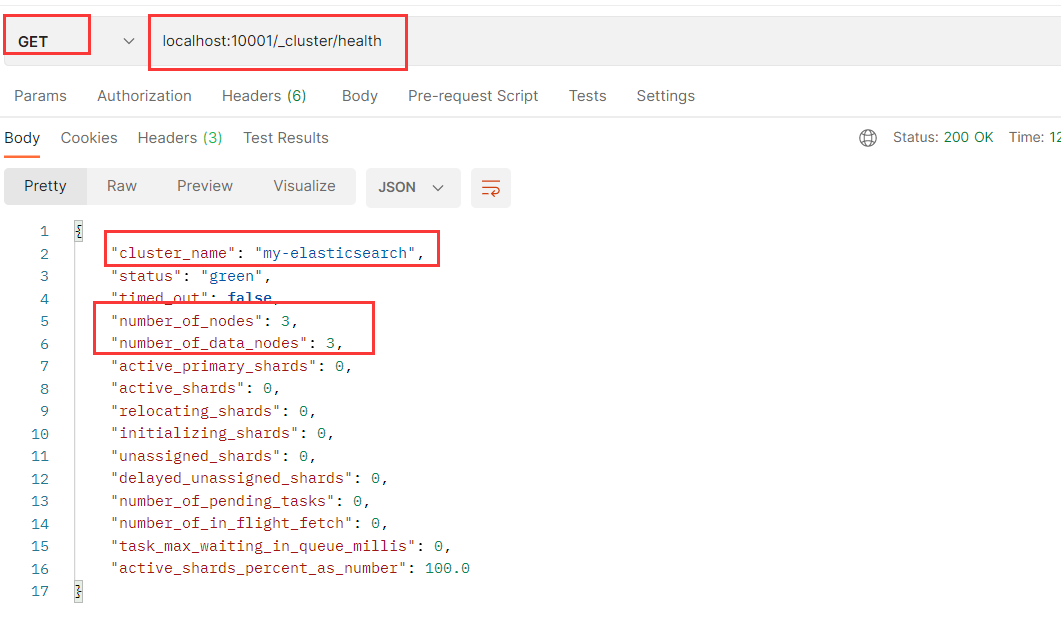 GET localhost:10001/_cluster/health
Params Authorization Headers (6) Body Pre-request Script Tests Settings
Body Cookies Headers (3) Test Results Status: 200 OK Time: 12
Pretty Raw Preview Visualize JSON
1 {
2 "cluster_name": "my-elasticsearch",
3 "status": "green",
4 "timed_out": false,
5 "number_of_nodes": 3,
6 "number_of_data_nodes": 3,
7 "active_primary_shards": 0,
8 "active_shards": 0,
9 "relocating_shards": 0,
10 "initializing_shards": 0,
11 "unassigned_shards": 0,
12 "delayed_unassigned_shards": 0,
13 "number_of_pending_tasks": 0,
14 "number_of_in_flight_fetch": 0,
15 "task_max_waiting_in_queue_millis": 0,
16 "active_shards_percent_as_number": 100.0
17 }